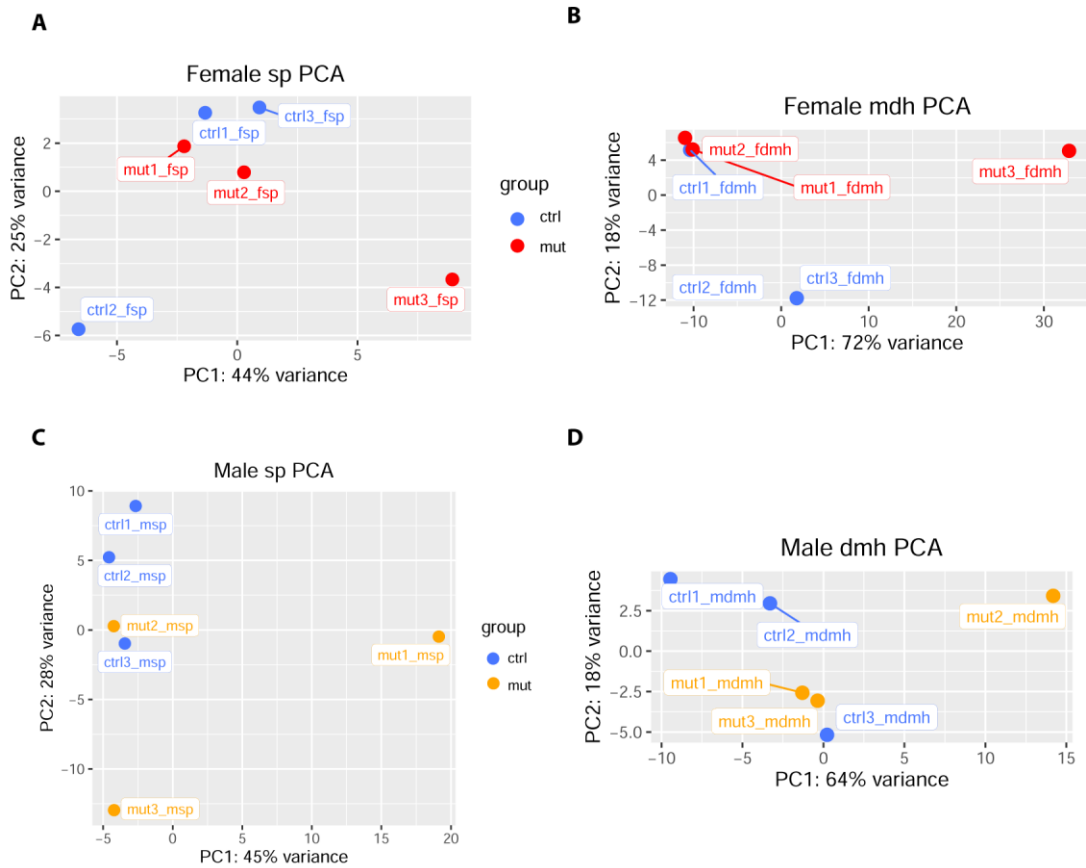 A
Female sp PCA
ctrl1_fsp
ctrl3_fsp
mut1_fsp
mut2_fsp
ctrl2_fsp
mut3_fsp
2
0
−2
−4
−6
−5
0
5
PC2: 25% variance
PC1: 44% variance
group
ctrl
mut
B
Female mdh PCA
mut2_fdmh
ctrl1_fdmh
mut1_fdmh
mut3_fdmh
ctrl2_fdmh
ctrl3_fdmh
4
0
−4
−8
−12
−10
0
10
20
30
PC2: 18% variance
PC1: 72% variance
C
Male sp PCA
ctrl1_msp
ctrl2_msp
mut2_msp
ctrl3_msp
mut1_msp
mut3_msp
10
5
0
−5
−10
−5
0
5
10
15
20
PC2: 28% variance
PC1: 45% variance
group
ctrl
mut
D
Male dmh PCA
ctrl1_mdmh
ctrl2_mdmh
mut2_mdmh
mut1_mdmh
mut3_mdmh
ctrl3_mdmh
2.5
0.0
−2.5
−5.0
−10
−5
0
5
10
15
PC2: 18% variance
PC1: 64% variance